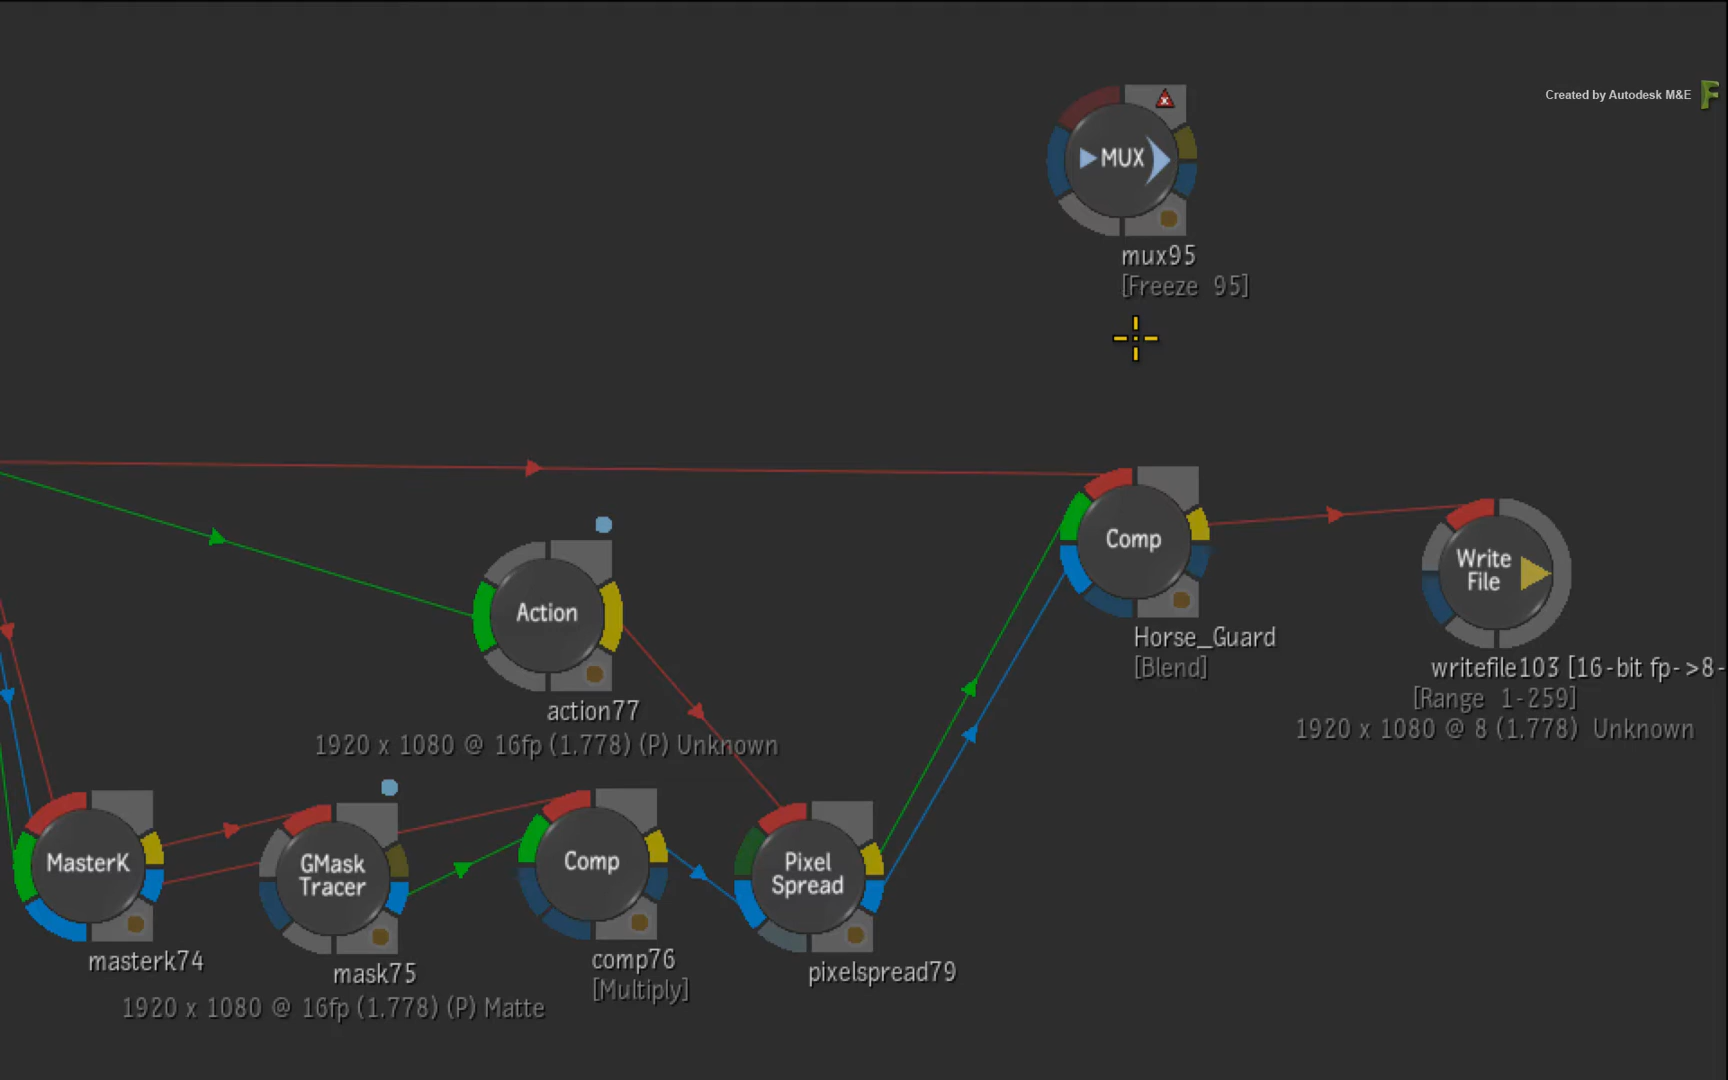 Created by Autodesk M&E
MUX
mux95
[Freeze 95]
Comp
Horse_Guard
[Blend]
Write
File
writefile103 [16-bit fp->8-
[Range 1-259]
1920 x 1080 @ 8 (1.778) Unknown
Action
action77
1920 x 1080 @ 16fp (1.778) (P) Unknown
MasterK
masterk74
GMask
Tracer
mask75
1920 x 1080 @ 16fp (1.778) (P) Matte
Comp
comp76
[Multiply]
Pixel
Spread
pixelspread79